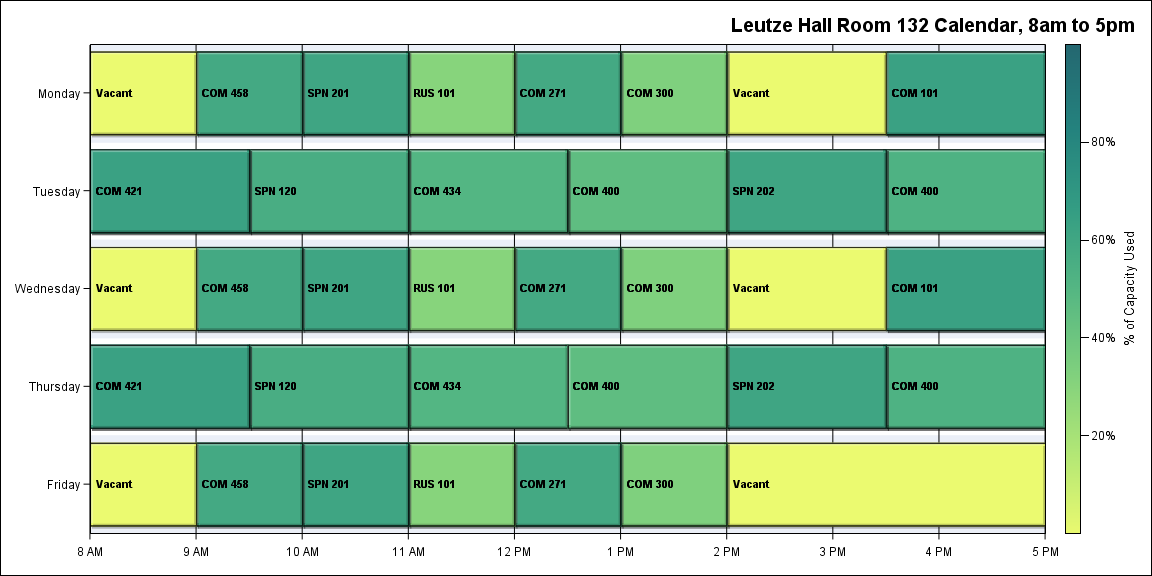 Leutze Hall Room 132 Calendar, 8am to 5pm
Monday
Vacant
COM 458
SPN 201
RUS 101
COM 271
COM 300
Vacant
COM 101
Tuesday
COM 421
SPN 120
COM 434
COM 400
SPN 202
COM 400
Wednesday
Vacant
COM 458
SPN 201
RUS 101
COM 271
COM 300
Vacant
COM 101
Thursday
COM 421
SPN 120
COM 434
COM 400
SPN 202
COM 400
Friday
Vacant
COM 458
SPN 201
RUS 101
COM 271
COM 300
Vacant
8 AM
9 AM
10 AM
11 AM
12 PM
1 PM
2 PM
3 PM
4 PM
5 PM
80%
60%
40%
20%
% of Capacity Used